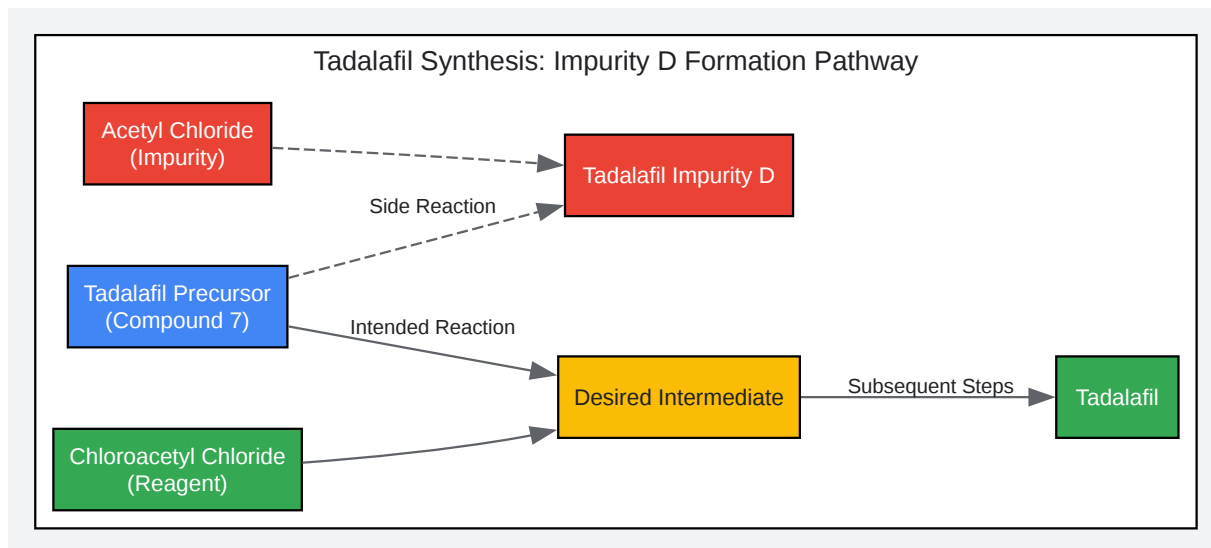 Tadalafil Synthesis: Impurity D Formation Pathway
Acetyl Chloride
(Impurity)
Tadalafil Impurity D
Side Reaction
Tadalafil Precursor
(Compound 7)
Intended Reaction
Desired Intermediate
Subsequent Steps
Tadalafil
Chloroacetyl Chloride
(Reagent)